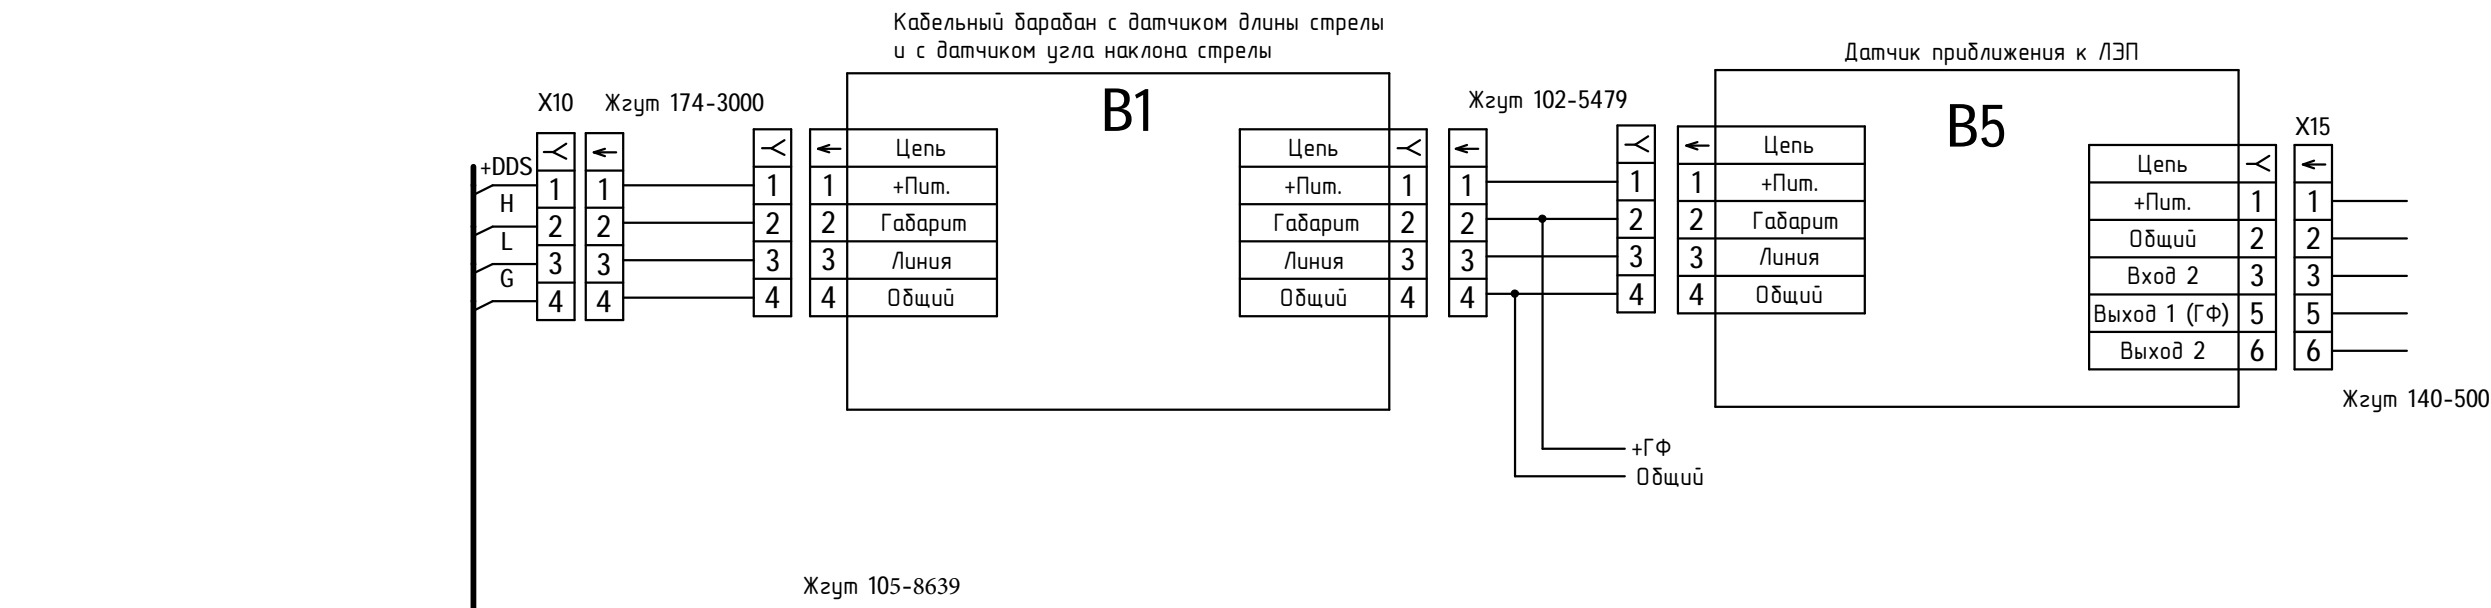 Кабельный барабан с датчиком длины стрелы
и с датчиком угла наклона стрелы
Датчик приближения к ЛЭП
X10
Жгут 174-3000
B1
Жгут 102-5479
B5
X15
+DDS
H
L
G
1
2
3
4
1
2
3
4
1
2
3
4
Цепь
1 +Пит.
2 Габарит
3 Линия
4 Общий
Цепь
+Пит. 1
Габарит 2
Линия 3
Общий 4
1
2
3
4
1
2
3
4
Цепь
1 +Пит.
2 Габарит
3 Линия
4 Общий
Цепь
+Пит. 1
Общий 2
Вход 2 3
Выход 1 (ГФ) 5
Выход 2 6
1
2
3
5
6
Жгут 140-500
+ГФ
Общий
Жгут 105-8639